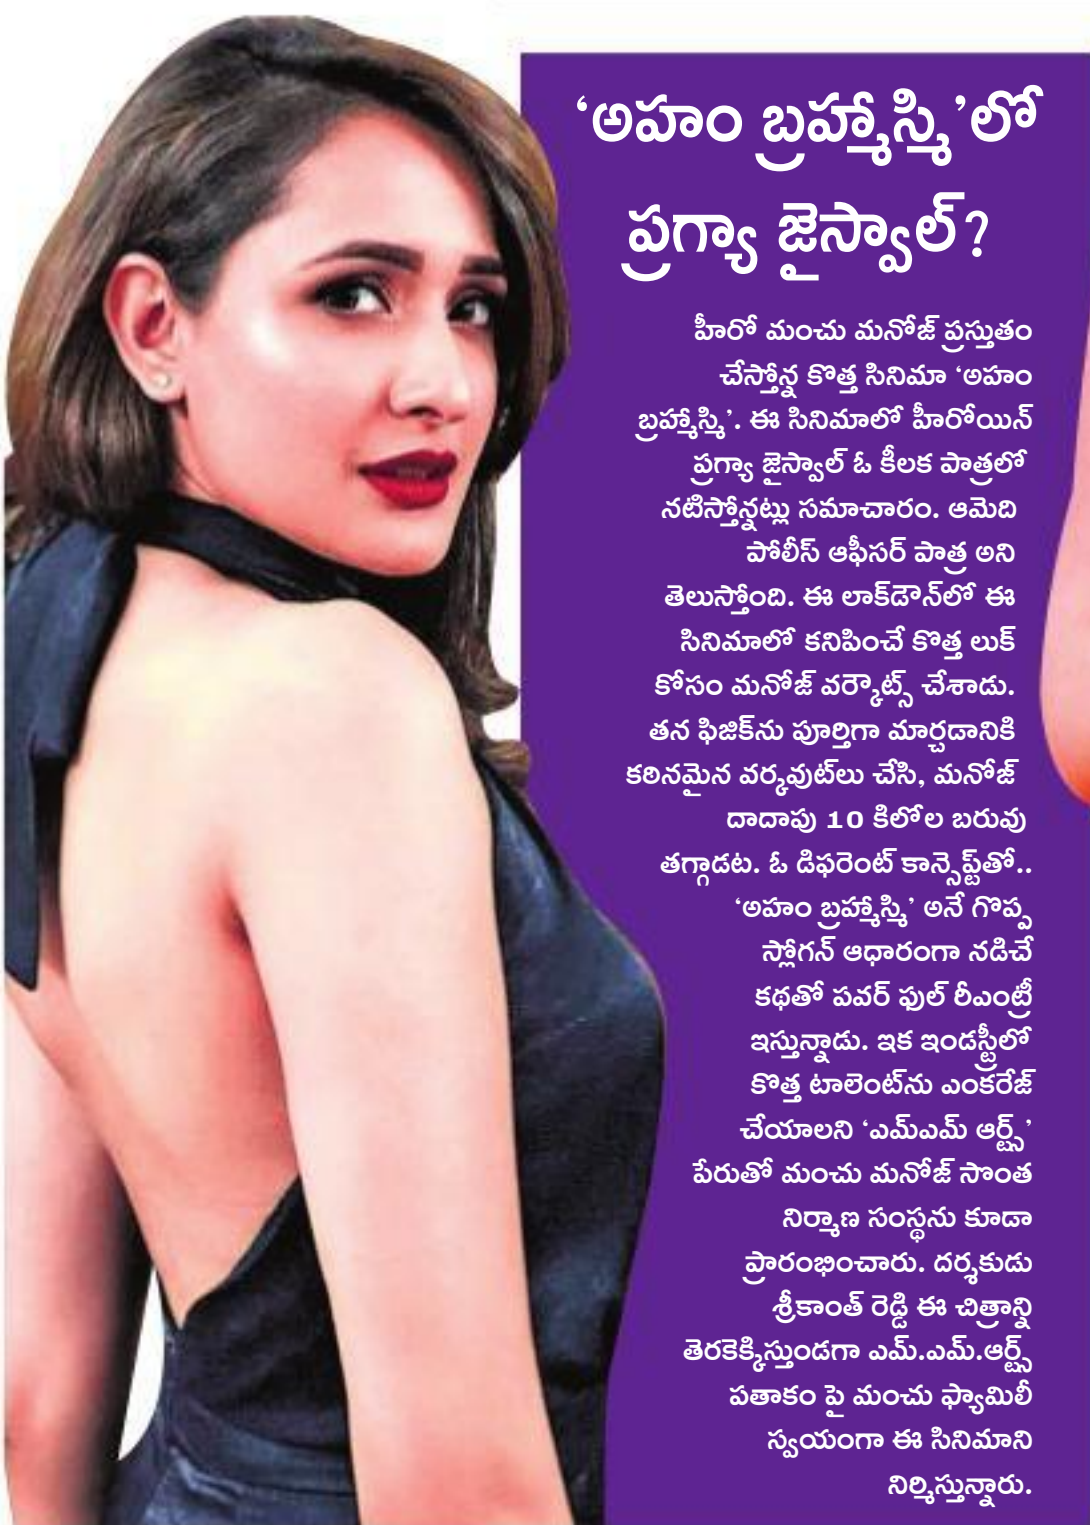 ‘అహం బ్రహ్మాస్మి’లో
ప్రగ్యా జైస్వాల్?
హీరో మంచు మనోజ్ ప్రస్తుతం
చేస్తోన్న కొత్త సినిమా ‘అహం
బ్రహ్మాస్మి’. ఈ సినిమాలో హీరోయిన్
ప్రగ్యా జైస్వాల్ ఓ కీలక పాత్రలో
నటిస్తోన్నట్లు సమాచారం. ఆమెది
పోలీస్ ఆఫీసర్ పాత్ర అని
తెలుస్తోంది. ఈ లాక్‌డౌన్‌లో ఈ
సినిమాలో కనిపించే కొత్త లుక్
కోసం మనోజ్ వర్కౌట్స్ చేశాడు.
తన ఫిజిక్‌ను పూర్తిగా మార్చడానికి
కఠినమైన వర్కవుట్‌లు చేసి, మనోజ్
దాదాపు 10 కిలోల బరువు
తగ్గాడట. ఓ డిఫరెంట్ కాన్సెప్ట్‌తో..
‘అహం బ్రహ్మాస్మి’ అనే గొప్ప
స్లోగన్ ఆధారంగా నడిచే
కథతో పవర్ ఫుల్ రీఎంట్రీ
ఇస్తున్నాడు. ఇక ఇండస్ట్రీలో
కొత్త టాలెంట్‌ను ఎంకరేజ్
చేయాలని ‘ఎమ్ఎమ్ ఆర్ట్స్’
పేరుతో మంచు మనోజ్ సొంత
నిర్మాణ సంస్థను కూడా
ప్రారంభించారు. దర్శకుడు
శ్రీకాంత్ రెడ్డి ఈ చిత్రాన్ని
తెరకెక్కిస్తుండగా ఎమ్.ఎమ్.ఆర్ట్స్
పతాకం పై మంచు ఫ్యామిలీ
స్వయంగా ఈ సినిమాని
నిర్మిస్తున్నారు.